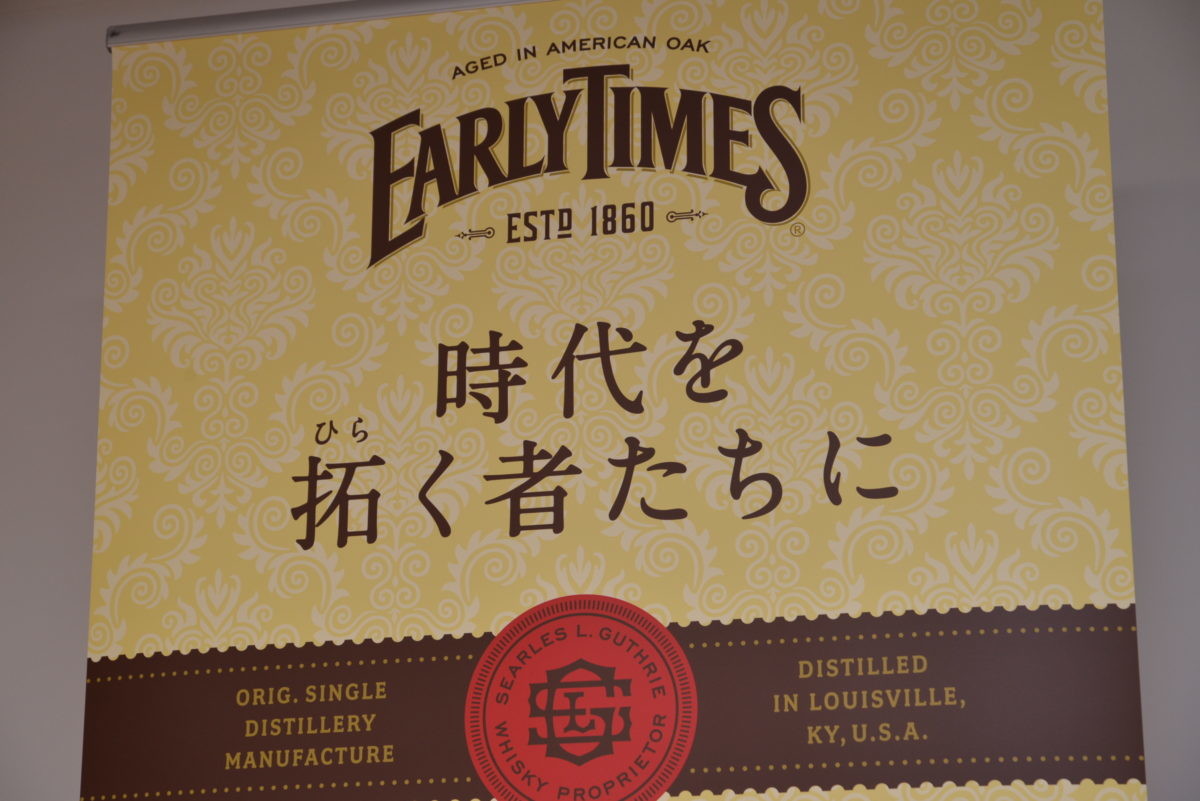 AGED IN AMERICAN OAK
EARLY TIMES
ESTD 1860
®
時代を
ひら
拓く者たちに
ORIG. SINGLE
DISTILLERY
MANUFACTURE
SEARLES L. GUTHRIE
SLG
WHISKY PROPRIETOR
DISTILLED
IN LOUISVILLE,
KY, U.S.A.